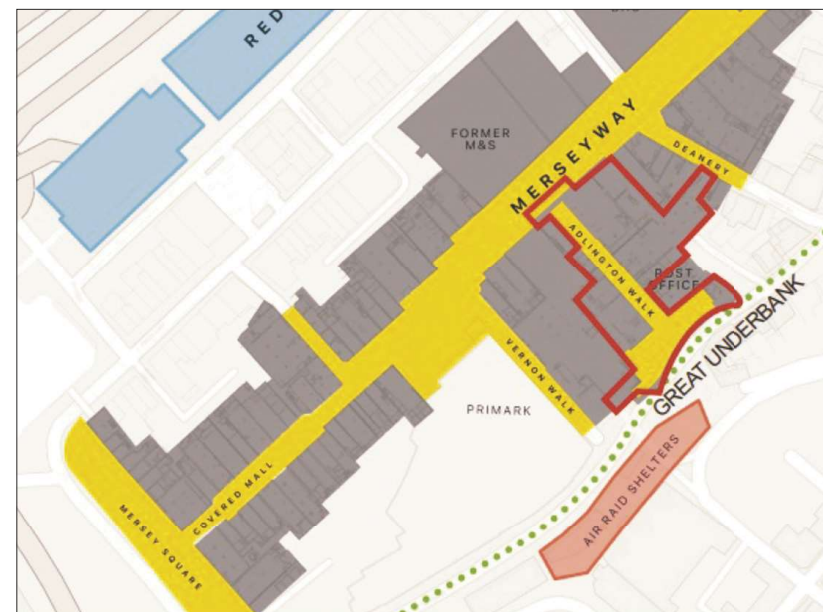 RED
FORMER
M&S
MERSEYWAY
DEANERY
ADLINGTON WALK
POST
OFFICE
GREAT UNDERBANK
VERNON WALK
PRIMARK
AIR RAID SHELTERS
COVERED MALL
MERSEY SQUARE